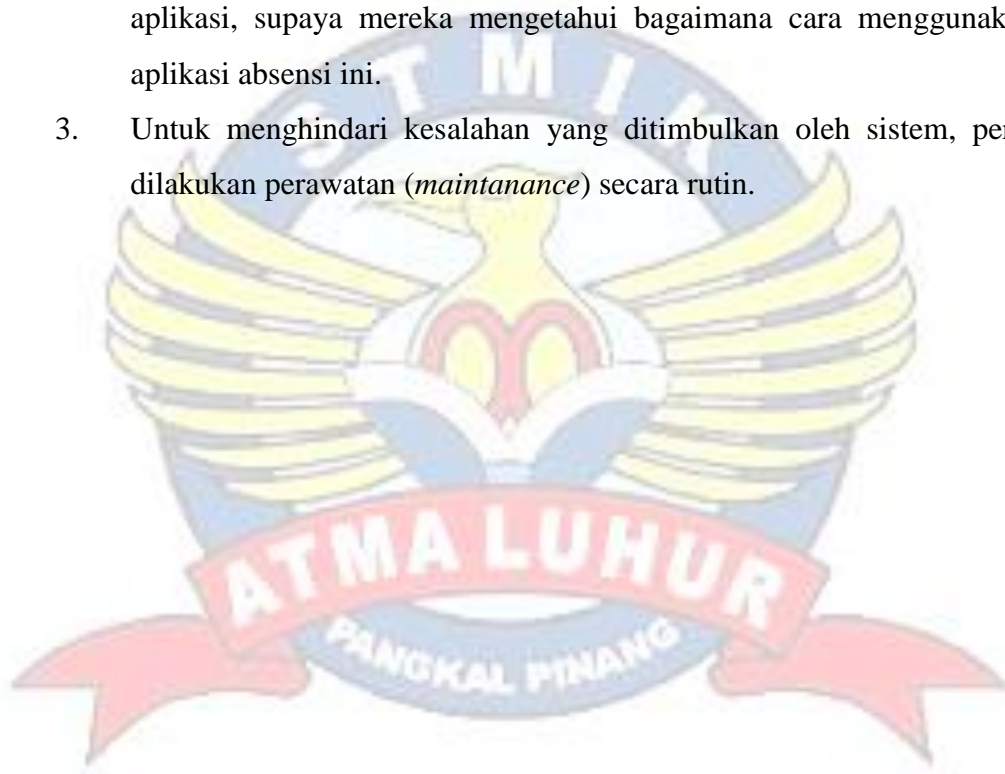 aplikasi, supaya mereka mengetahui bagaimana cara menggunak
aplikasi absensi ini.
3. Untuk menghindari kesalahan yang ditimbulkan oleh sistem, per
dilakukan perawatan (maintanance) secara rutin.
STMIK
ATMA LUHUR
PANGKAL PINANG